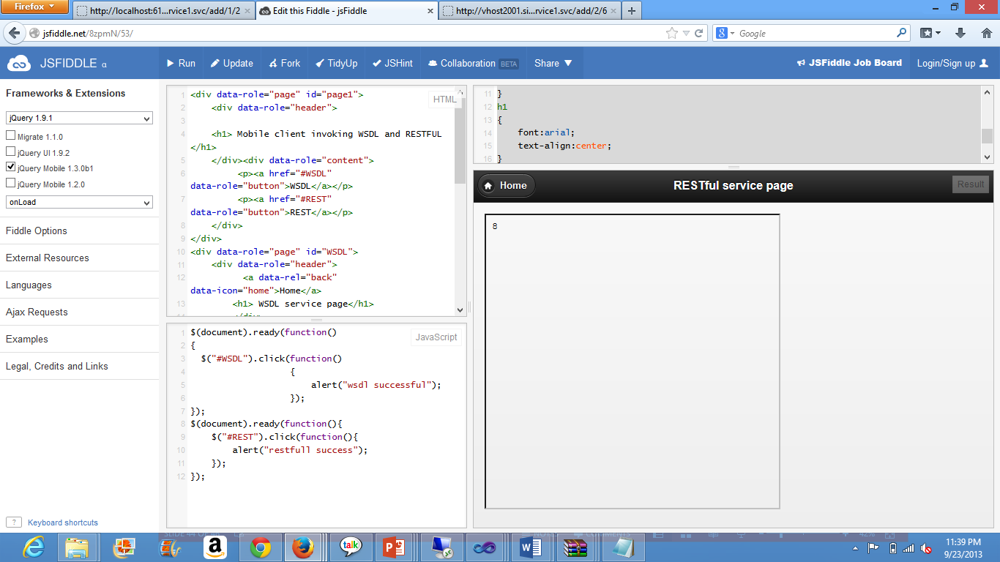 Firefox
http://localhost:61...rvice1.svc/add/1/2
Edit this Fiddle - jsFiddle
http://vhost2001.si...rvice1.svc/add/2/6
jsfiddle.net/8zpmN/53/
Google
JSFIDDLE α
Run
Update
Fork
TidyUp
JSHint
Collaboration BETA
Share
JSFiddle Job Board
Login/Sign up
Frameworks & Extensions
jQuery 1.9.1
Migrate 1.1.0
jQuery UI 1.9.2
jQuery Mobile 1.3.0b1
jQuery Mobile 1.2.0
onLoad
Fiddle Options
External Resources
Languages
Ajax Requests
Examples
Legal, Credits and Links
? Keyboard shortcuts
HTML
1 <div data-role="page" id="page1">
2     <div data-role="header">
3
4     <h1> Mobile client invoking WSDL and RESTFUL
</h1>
5     </div><div data-role="content">
6          <p><a href="#WSDL"
data-role="button">WSDL</a></p>
7          <p><a href="#REST"
data-role="button">REST</a></p>
8     </div>
9 </div>
10 <div data-role="page" id="WSDL">
11     <div data-role="header">
12           <a data-rel="back"
data-icon="home">Home</a>
13         <h1> WSDL service page</h1>
14         </div>
JavaScript
1 $(document).ready(function()
2 {
3   $("#WSDL").click(function()
4                    {
5                        alert("wsdl successful");
6                    });
7 });
8 $(document).ready(function(){
9     $("#REST").click(function(){
10         alert("restfull success");
11     });
12 });
11 }
12 h1
13 {
14     font:arial;
15     text-align:center;
16 }
Home
RESTful service page
Result
8
talk
11:39 PM
9/23/2013